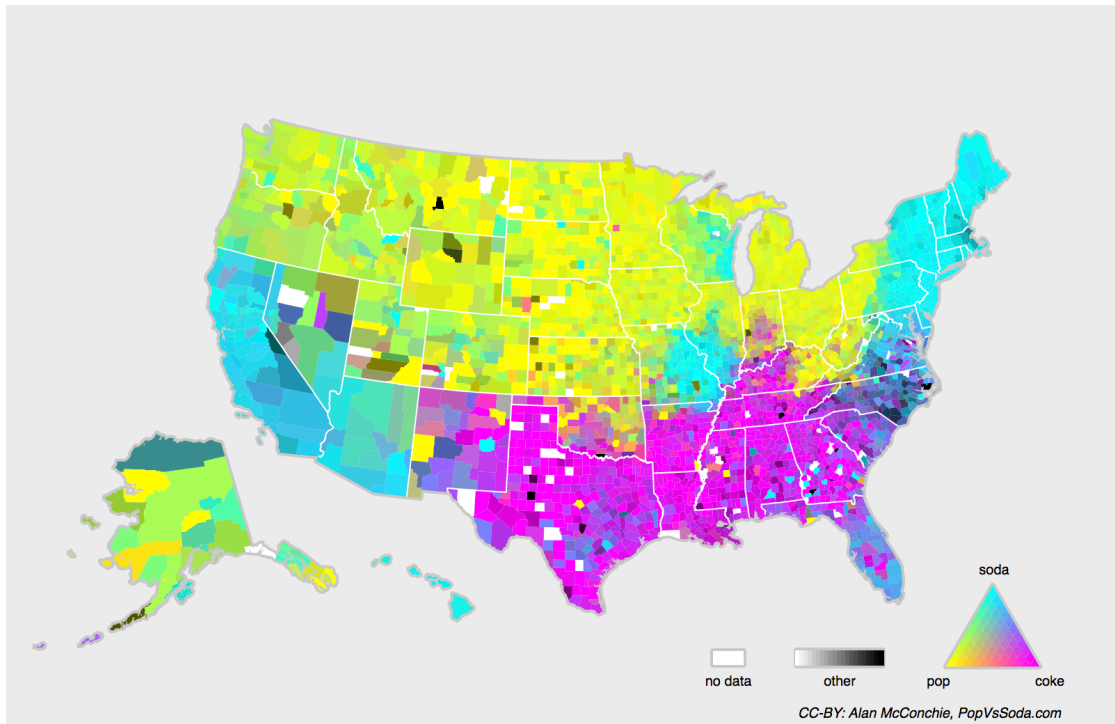 soda
no data
other
pop
coke
CC-BY: Alan McConchie, PopVsSoda.com